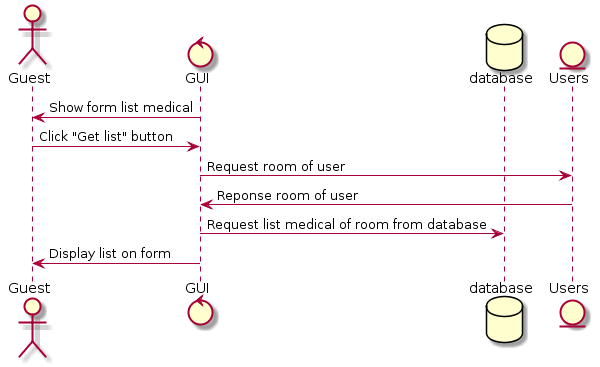 Guest
GUI
database
Users
Show form list medical
Click "Get list" button
Request room of user
Reponse room of user
Request list medical of room from database
Display list on form
Guest
GUI
database
Users